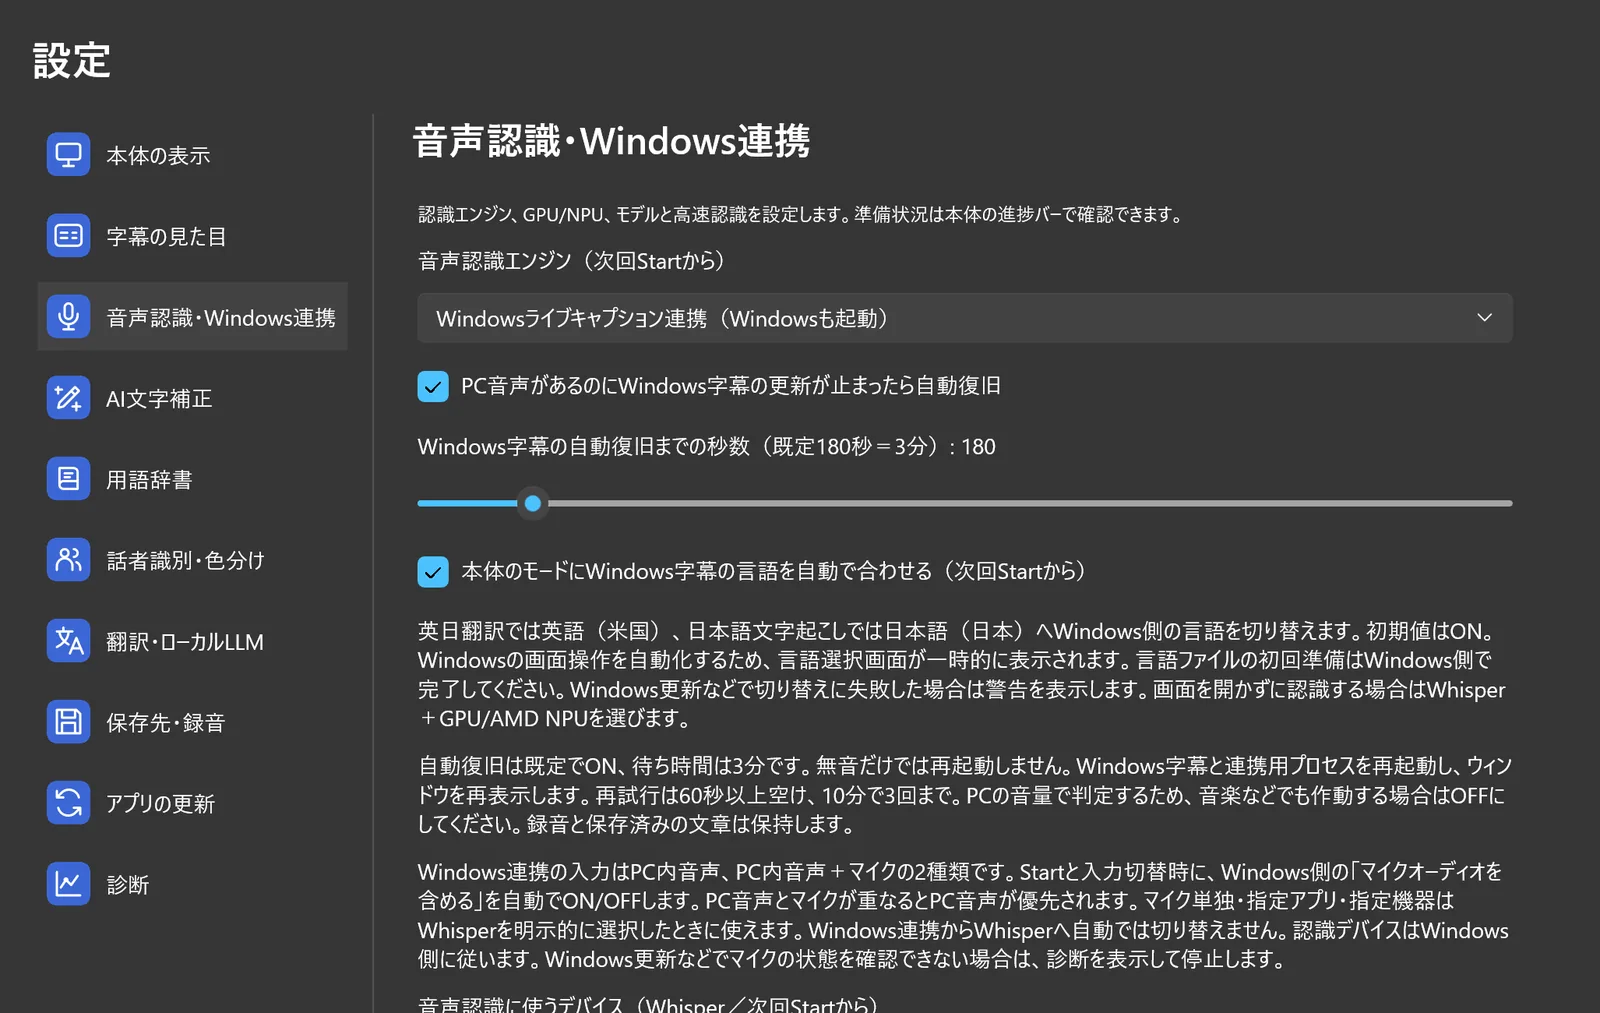 設定
本体の表示
字幕の見た目
音声認識・Windows連携
AI文字補正
用語辞書
話者識別・色分け
翻訳・ローカルLLM
保存先・録音
アプリの更新
診断
音声認識・Windows連携
認識エンジン、GPU/NPU、モデルと高速認識を設定します。準備状況は本体の進捗バーで確認できます。
音声認識エンジン（次回Startから）
Windowsライブキャプション連携（Windowsも起動）
PC音声があるのにWindows字幕の更新が止まったら自動復旧
Windows字幕の自動復旧までの秒数（既定180秒＝3分）: 180
本体のモードにWindows字幕の言語を自動で合わせる（次回Startから）
英日翻訳では英語（米国）、日本語文字起こしでは日本語（日本）へWindows側の言語を切り替えます。初期値はON。
Windowsの画面操作を自動化するため、言語選択画面が一時的に表示されます。言語ファイルの初回準備はWindows側で
完了してください。Windows更新などで切り替えに失敗した場合は警告を表示します。画面を開かずに認識する場合はWhisper
＋GPU/AMD NPUを選びます。
自動復旧は既定でON、待ち時間は3分です。無音だけでは再起動しません。Windows字幕と連携用プロセスを再起動し、ウィン
ドウを再表示します。再試行は60秒以上空け、10分で3回まで。PCの音量で判定するため、音楽などでも作動する場合はOFFに
してください。録音と保存済みの文章は保持します。
Windows連携の入力はPC内音声、PC内音声＋マイクの2種類です。Startと入力切替時に、Windows側の「マイクオーディオを
含める」を自動でON/OFFします。PC音声とマイクが重なるとPC音声が優先されます。マイク単独・指定アプリ・指定機器は
Whisperを明示的に選択したときに使えます。Windows連携からWhisperへ自動では切り替えません。認識デバイスはWindows
側に従います。Windows更新などでマイクの状態を確認できない場合は、診断を表示して停止します。
音声認識に使うデバイス（Whisper／次回Startから）